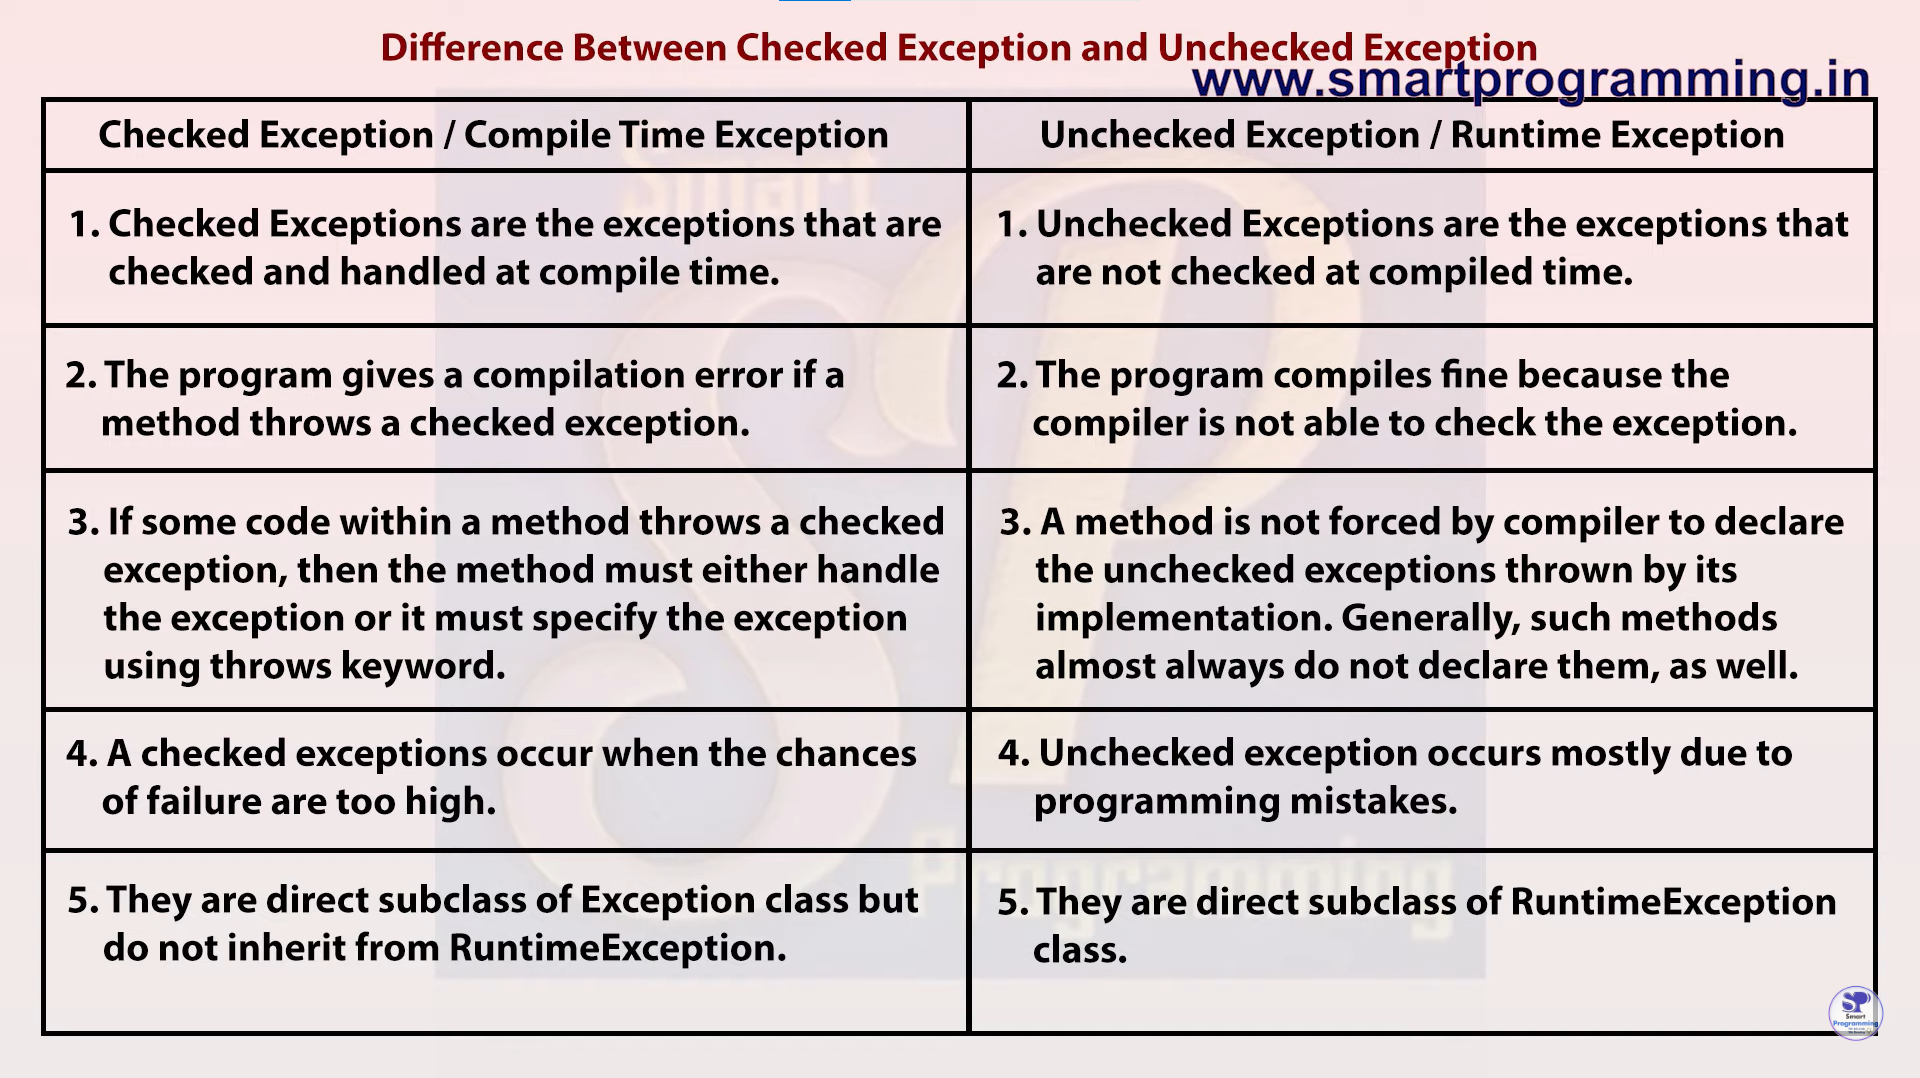 Difference Between Checked Exception and Unchecked Exception
www.smartprogramming.in
Checked Exception / Compile Time Exception
Unchecked Exception / Runtime Exception
1. Checked Exceptions are the exceptions that are
checked and handled at compile time.
1. Unchecked Exceptions are the exceptions that
are not checked at compiled time.
2. The program gives a compilation error if a
method throws a checked exception.
2. The program compiles fine because the
compiler is not able to check the exception.
3. If some code within a method throws a checked
exception, then the method must either handle
the exception or it must specify the exception
using throws keyword.
3. A method is not forced by compiler to declare
the unchecked exceptions thrown by its
implementation. Generally, such methods
almost always do not declare them, as well.
4. A checked exceptions occur when the chances
of failure are too high.
4. Unchecked exception occurs mostly due to
programming mistakes.
5. They are direct subclass of Exception class but
do not inherit from RuntimeException.
5. They are direct subclass of RuntimeException
class.
Smart
SP
Programming
SP
Smart
Programming